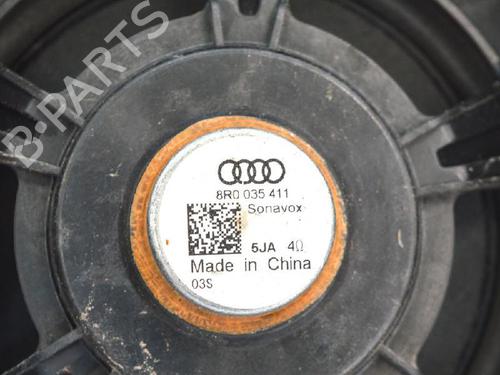 B·PARTS
8R0 035 411
Sonavox
5JA 4Ω
Made in China
03S